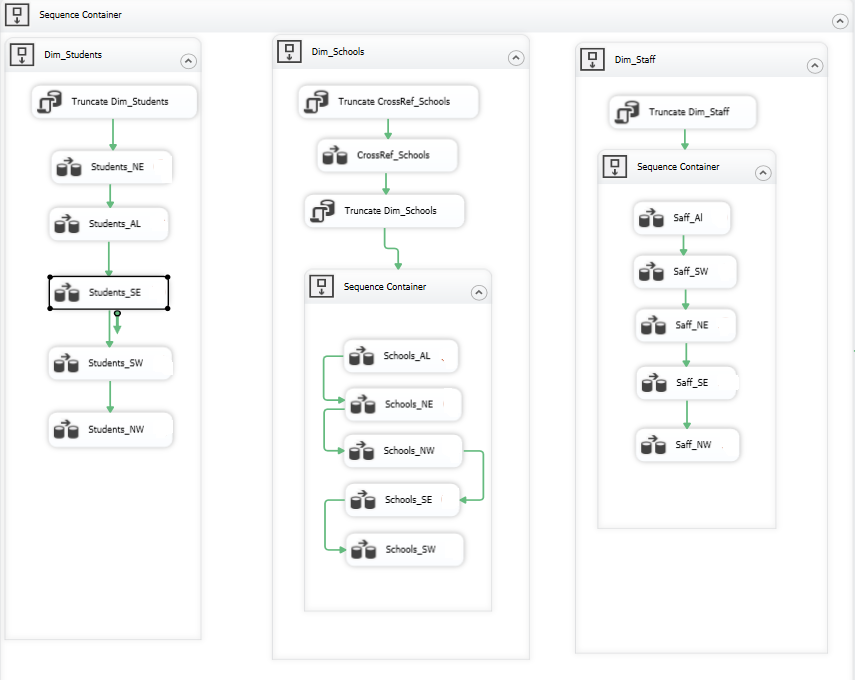 Sequence Container
Dim_Students
Truncate Dim_Students
Students_NE
Students_AL
Students_SE
Students_SW
Students_NW
Dim_Schools
Truncate CrossRef_Schools
CrossRef_Schools
Truncate Dim_Schools
Sequence Container
Schools_AL
Schools_NE
Schools_NW
Schools_SE
Schools_SW
Dim_Staff
Truncate Dim_Staff
Sequence Container
Saff_Al
Saff_SW
Saff_NE
Saff_SE
Saff_NW